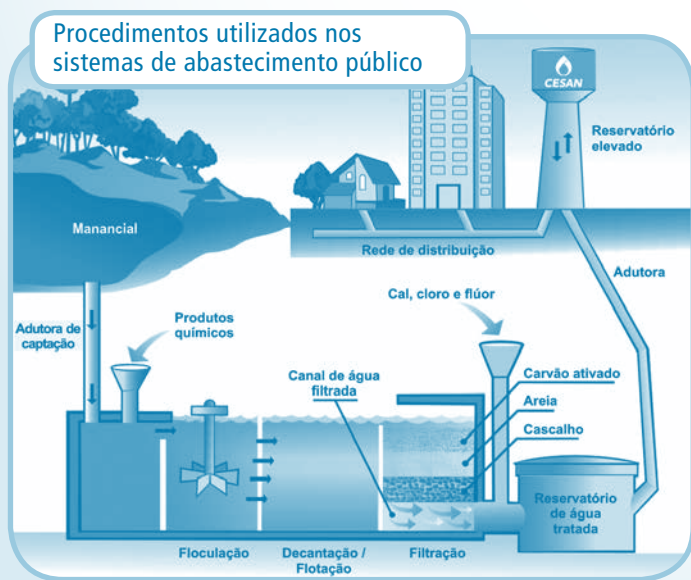 Procedimentos utilizados nos
sistemas de abastecimento público
CESAN
Reservatório
elevado
Manancial
Rede de distribuição
Adutora
Cal, cloro e flúor
Produtos
químicos
Adutora de
captação
Canal de água
filtrada
Carvão ativado
Areia
Cascalho
Reservatório
de água
tratada
Floculação
Decantação /
Flotação
Filtração